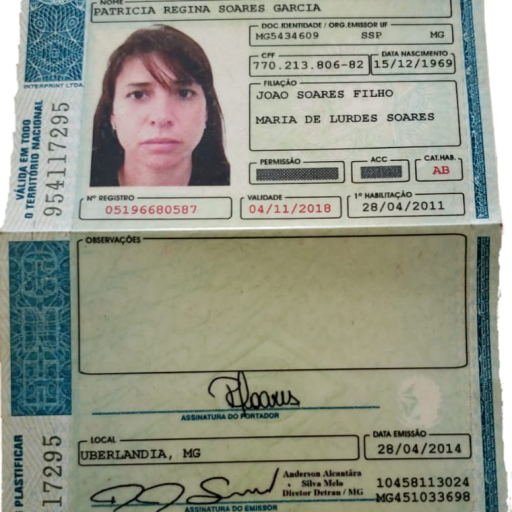 NOME
PATRICIA REGINA SOARES GARCIA
DOC. IDENTIDADE / ORG. EMISSOR UF
MG5434609 SSP MG
CPF
770.213.806-82
DATA NASCIMENTO
15/12/1969
FILIAÇÃO
JOAO SOARES FILHO
MARIA DE LURDES SOARES
PERMISSÃO
ACC
CAT.HAB.
AB
Nº REGISTRO
05196680587
VALIDADE
04/11/2018
1ª HABILITAÇÃO
28/04/2011
INTERPRINT LTDA
VÁLIDA EM TODO
O TERRITÓRIO NACIONAL
954117295
OBSERVAÇÕES
ASSINATURA DO PORTADOR
LOCAL
UBERLANDIA, MG
DATA EMISSÃO
28/04/2014
Anderson Alcantâra
Silva Melo
Diretor Detran / MG
10458113024
MG451033698
ASSINATURA DO EMISSOR
PLASTIFICAR
17295